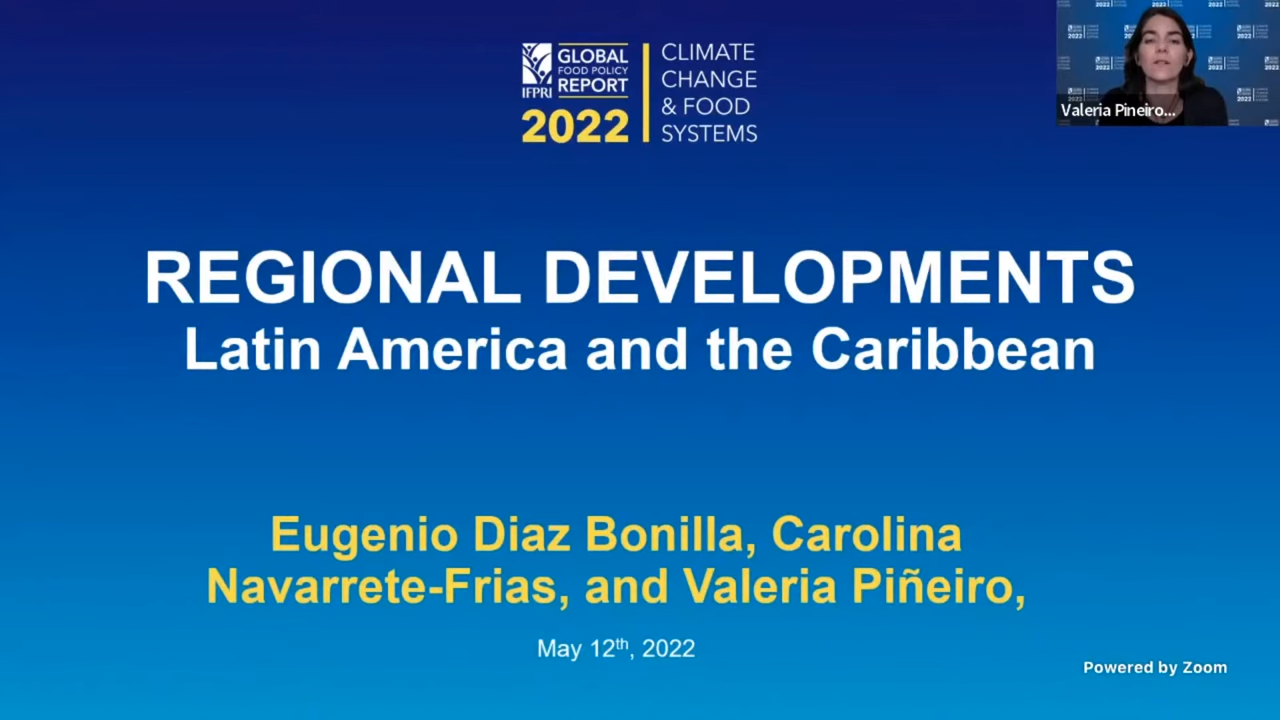 IFPRI
GLOBAL
FOOD POLICY
REPORT
2022
CLIMATE
CHANGE
& FOOD
SYSTEMS
Valeria Pineiro...
REGIONAL DEVELOPMENTS
Latin America and the Caribbean
Eugenio Diaz Bonilla, Carolina
Navarrete-Frias, and Valeria Piñeiro,
May 12th, 2022
Powered by Zoom